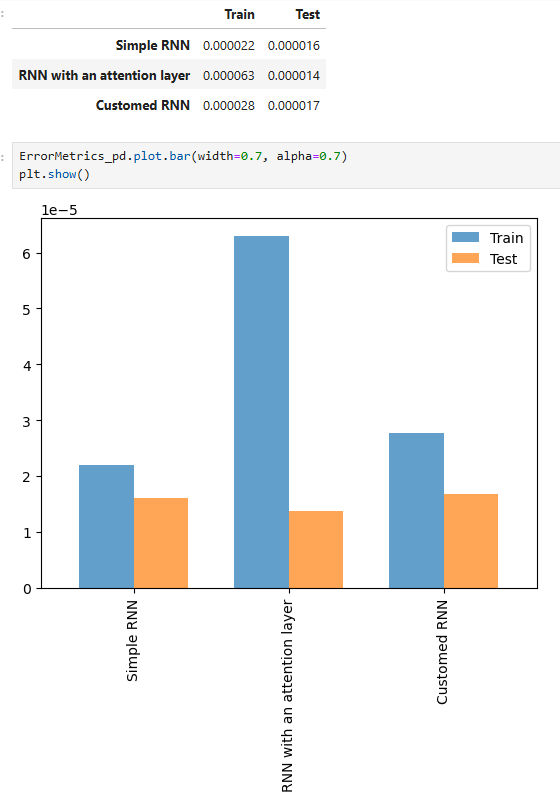 Train Test
Simple RNN 0.000022 0.000016
RNN with an attention layer 0.000063 0.000014
Customed RNN 0.000028 0.000017
:
: ErrorMetrics_pd.plot.bar(width=0.7, alpha=0.7)
plt.show()
1e−5
Train
Test
6
5
4
3
2
1
0
Simple RNN
RNN with an attention layer
Customed RNN